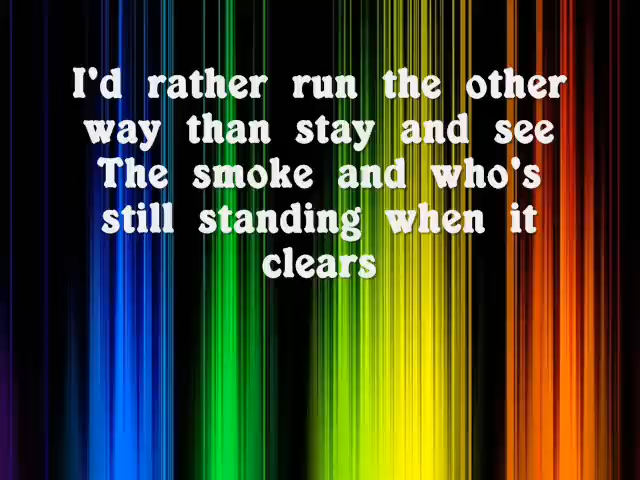 I'd rather run the other
way than stay and see
The smoke and who's
still standing when it
clears